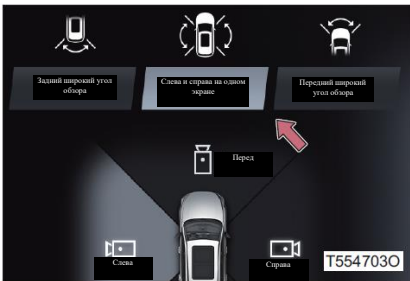 Задний широкий угол
обзора
Слева и справа на одном
экране
Передний широкий
угол обзора
Перед
Слева
Справа
T554703O